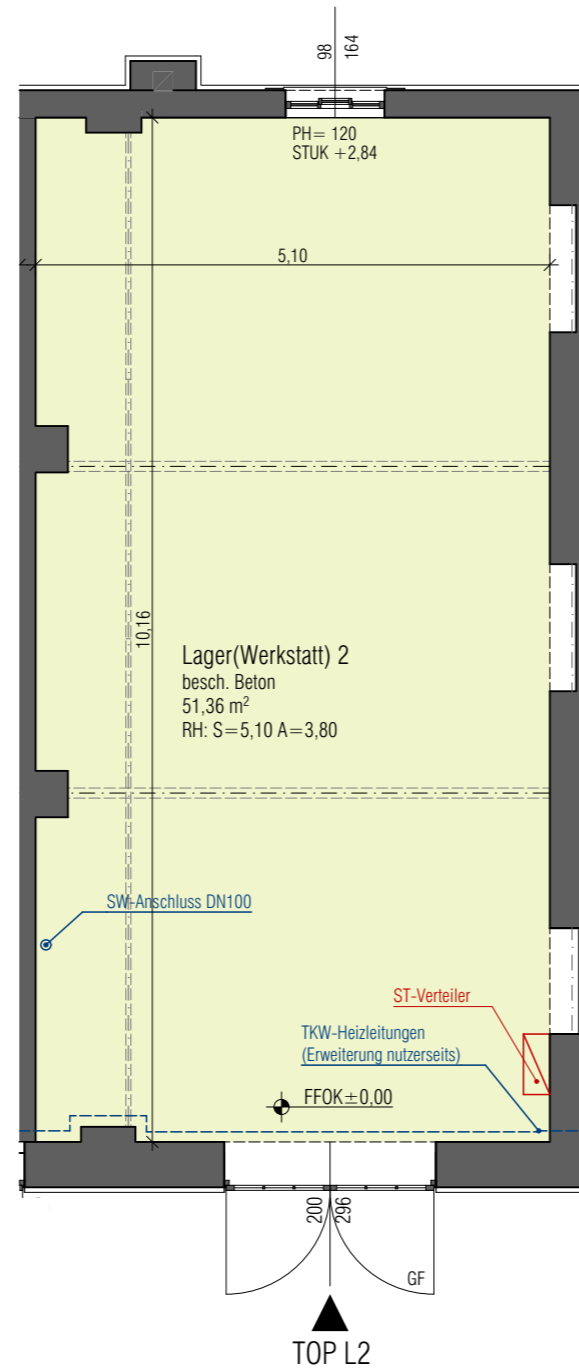 98
164
PH= 120
STUK +2,84
5,10
10,16
Lager(Werkstatt) 2
besch. Beton
51,36 m²
RH: S=5,10 A=3,80
SW-Anschluss DN100
ST-Verteiler
TKW-Heizleitungen
(Erweiterung nutzerseits)
FFOK±0,00
200
296
GF
TOP L2